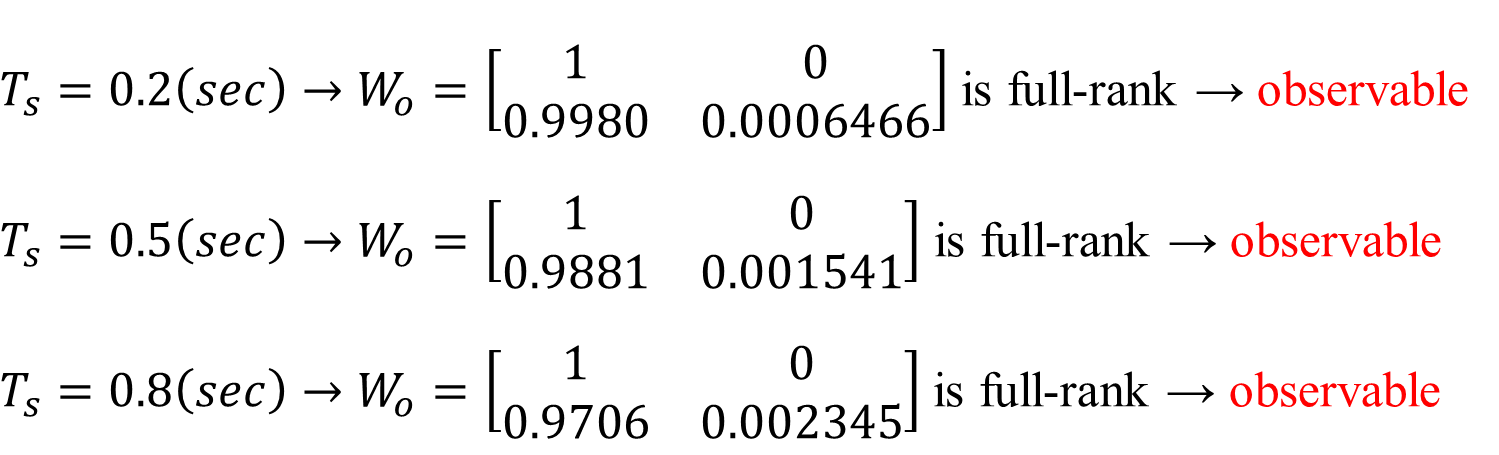 T_s = 0.2(sec) → W_o = [1 0; 0.9980 0.0006466] is full-rank → observable
T_s = 0.5(sec) → W_o = [1 0; 0.9881 0.001541] is full-rank → observable
T_s = 0.8(sec) → W_o = [1 0; 0.9706 0.002345] is full-rank → observable